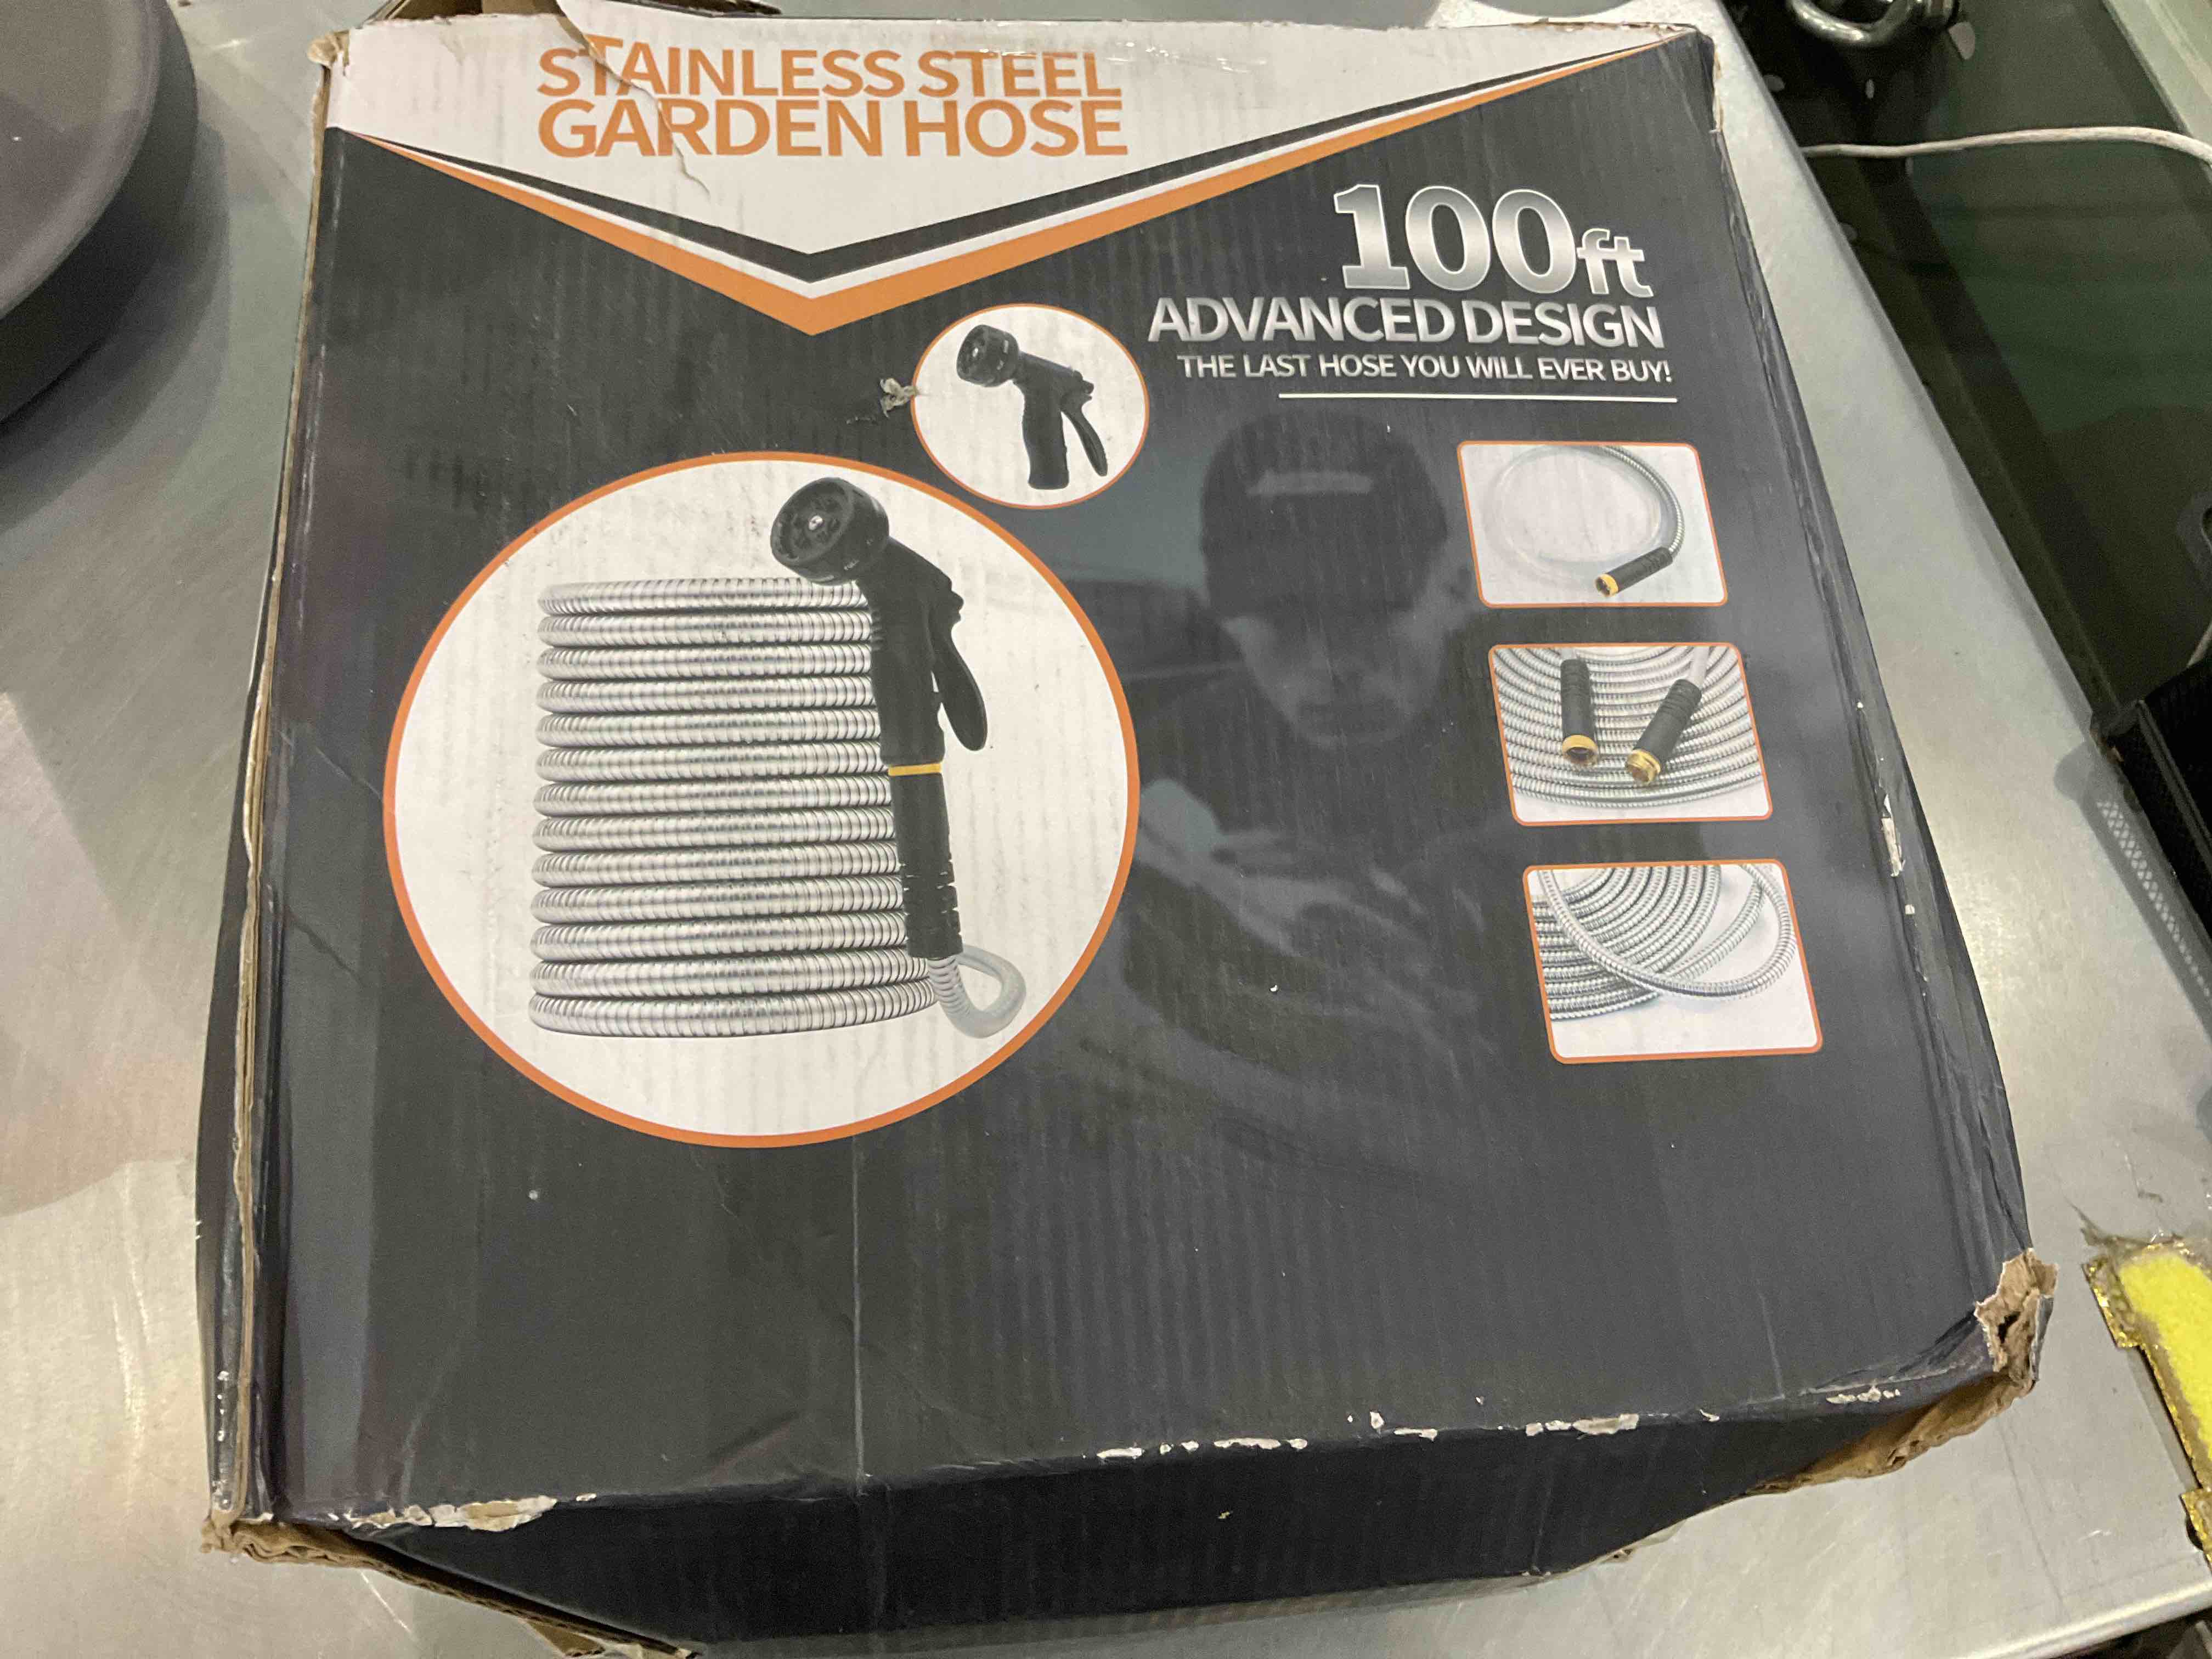 STAINLESS STEEL
GARDEN HOSE
100ft
ADVANCED DESIGN
THE LAST HOSE YOU WILL EVER BUY!